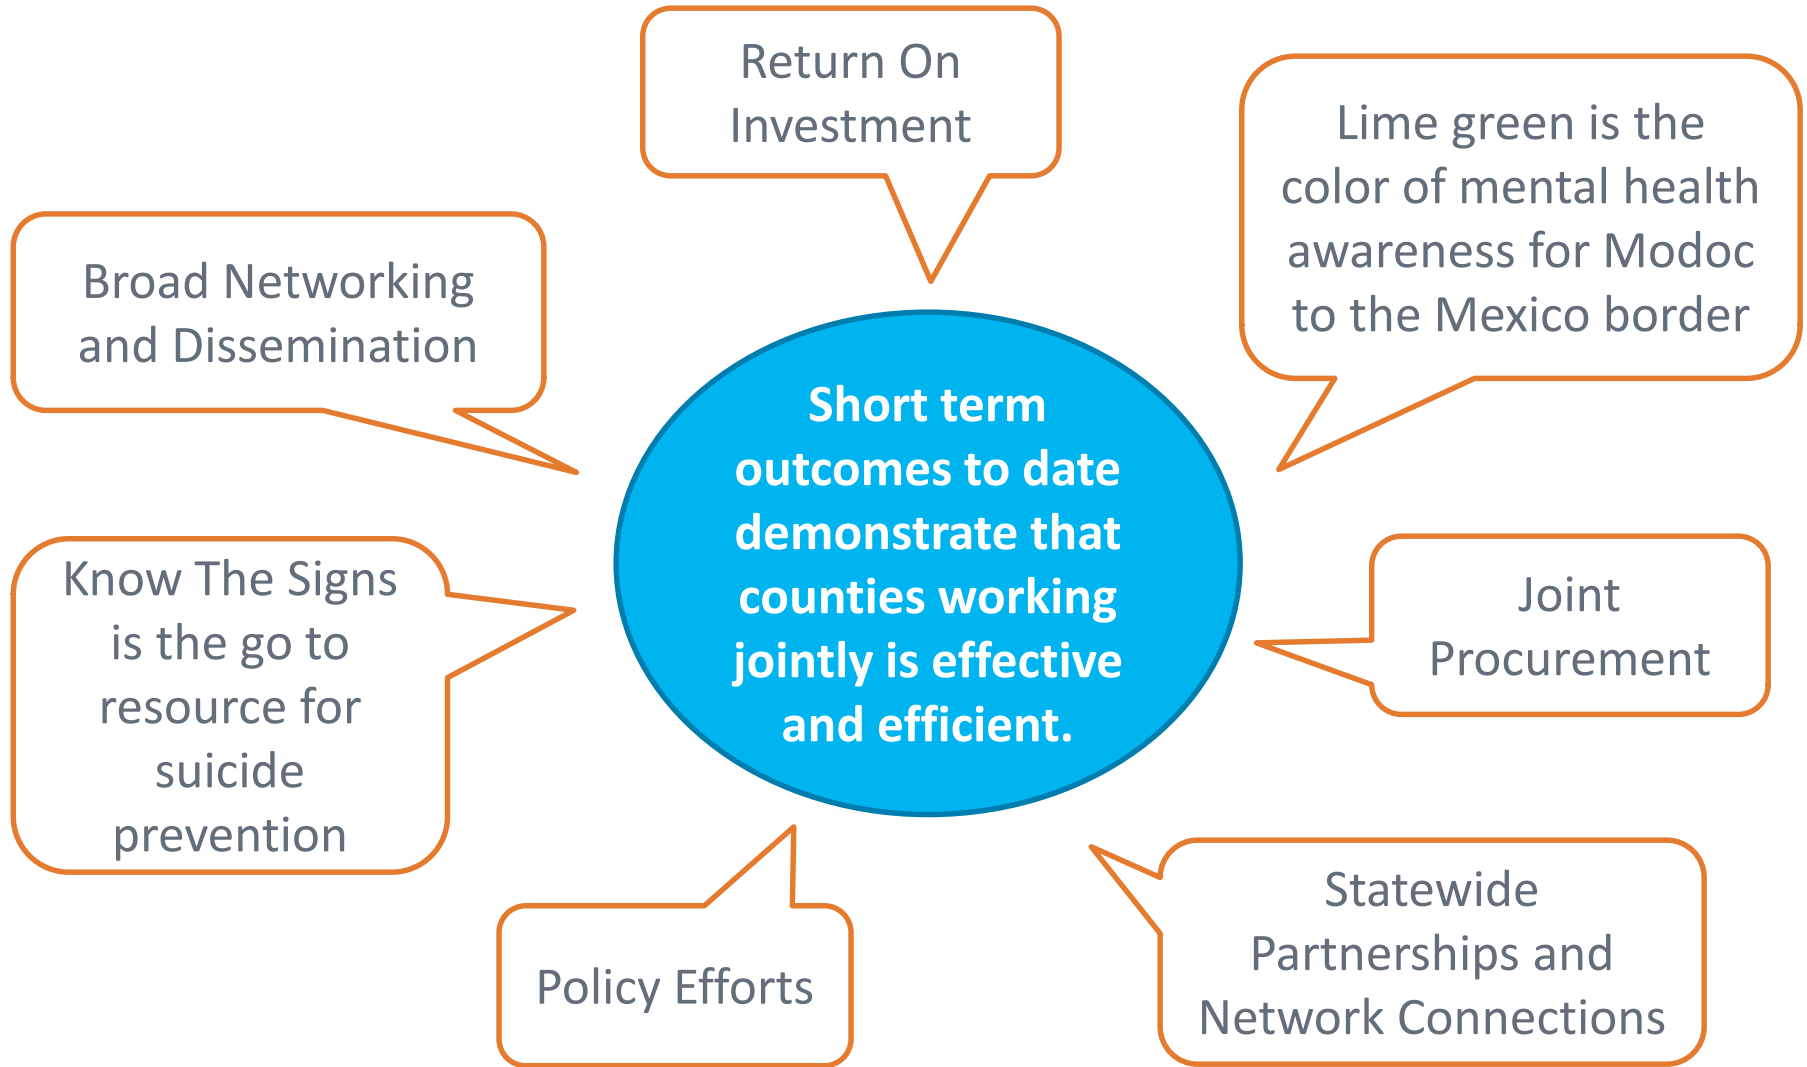 Return On
Investment
Lime green is the
color of mental health
awareness for Modoc
to the Mexico border
Broad Networking
and Dissemination
Short term
outcomes to date
demonstrate that
counties working
jointly is effective
and efficient.
Know The Signs
is the go to
resource for
suicide
prevention
Joint
Procurement
Policy Efforts
Statewide
Partnerships and
Network Connections